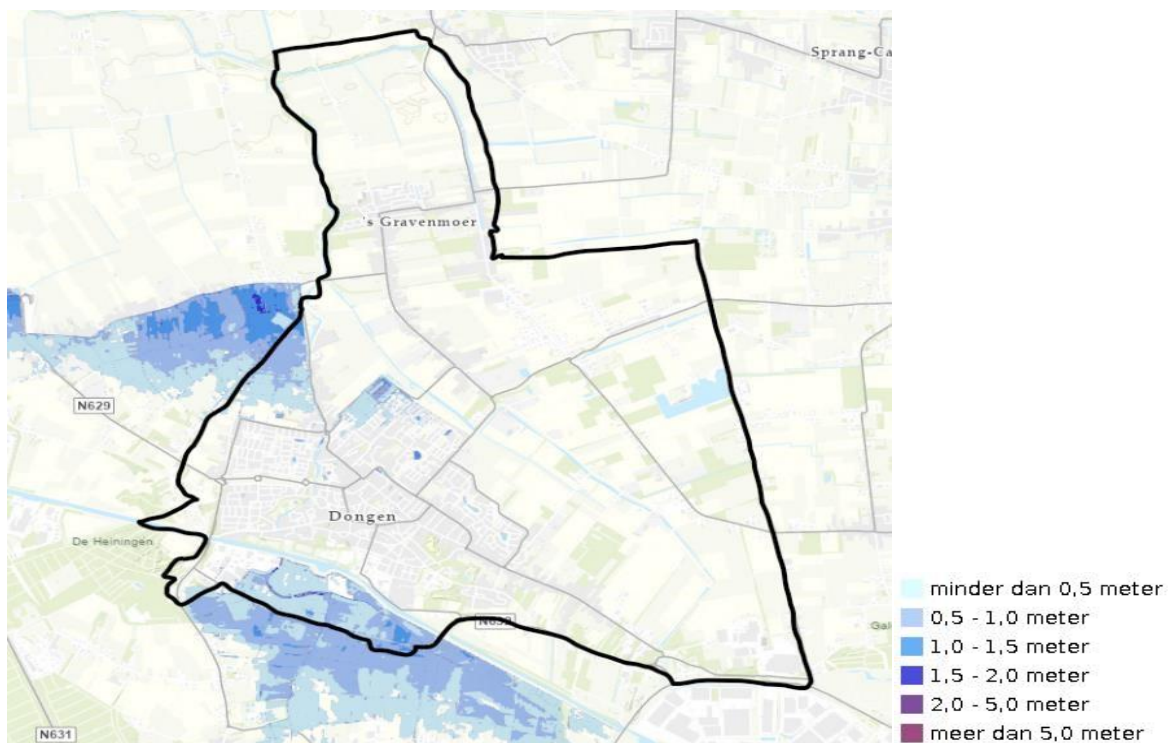 Sprang-Ca
's Gravenmoer
N629
Dongen
De Heiningen
N632
Gal
N631
minder dan 0,5 meter
0,5 - 1,0 meter
1,0 - 1,5 meter
1,5 - 2,0 meter
2,0 - 5,0 meter
meer dan 5,0 meter